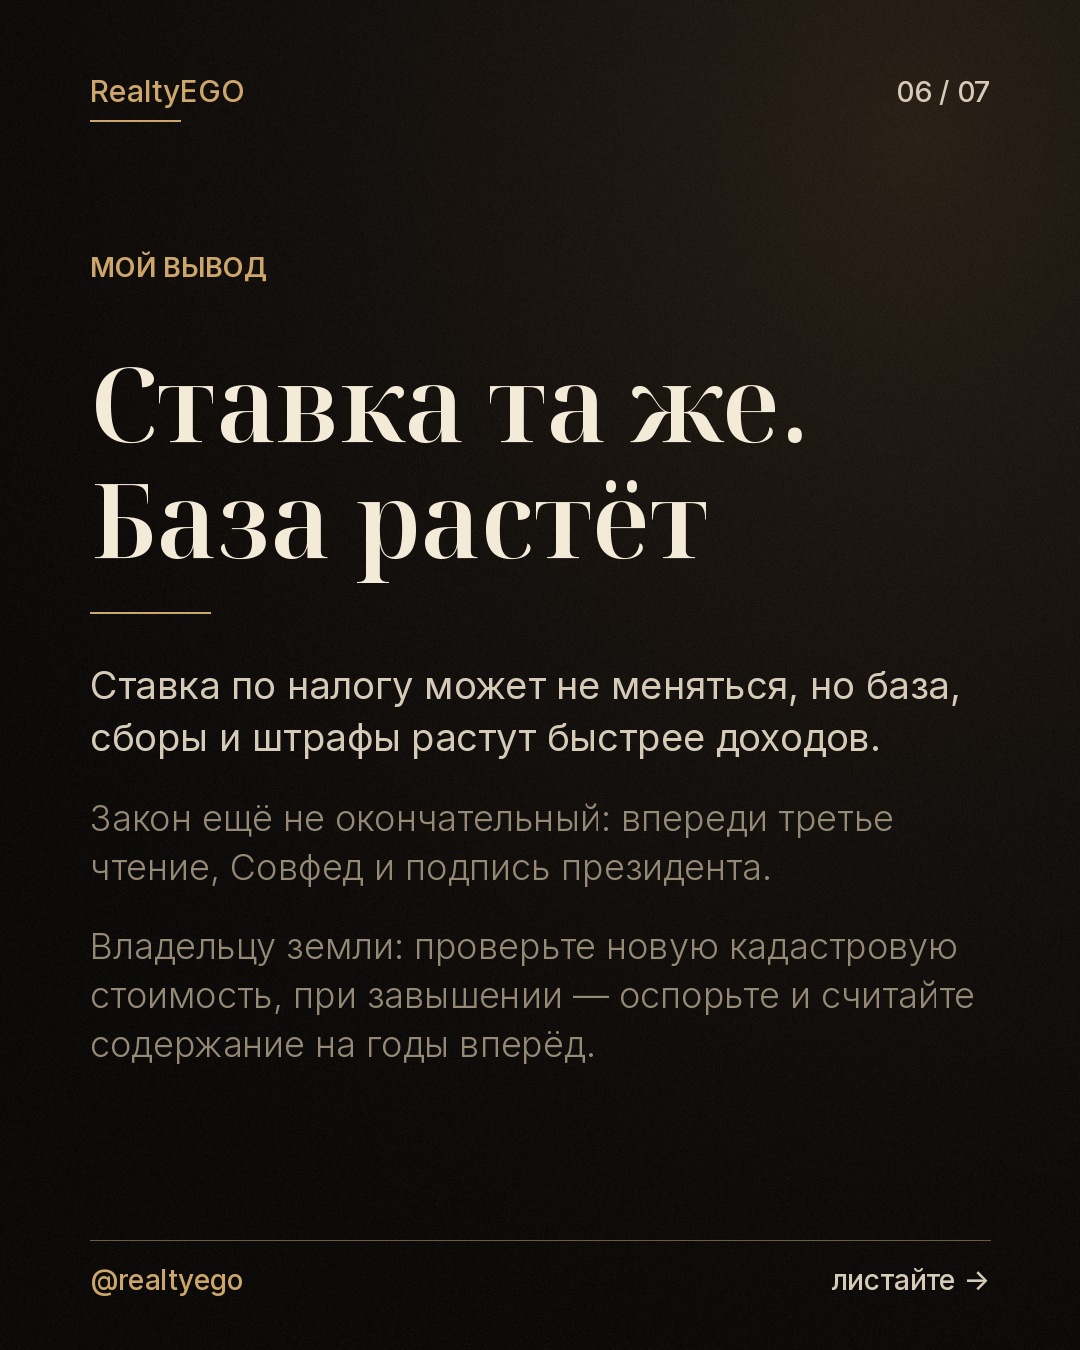 RealtyEGO
06 / 07
МОЙ ВЫВОД
Ставка та же.
База растёт
Ставка по налогу может не меняться, но база,
сборы и штрафы растут быстрее доходов.
Закон ещё не окончательный: впереди третье
чтение, Совфед и подпись президента.
Владельцу земли: проверьте новую кадастровую
стоимость, при завышении — оспорьте и считайте
содержание на годы вперёд.
@realtyego
листайте →